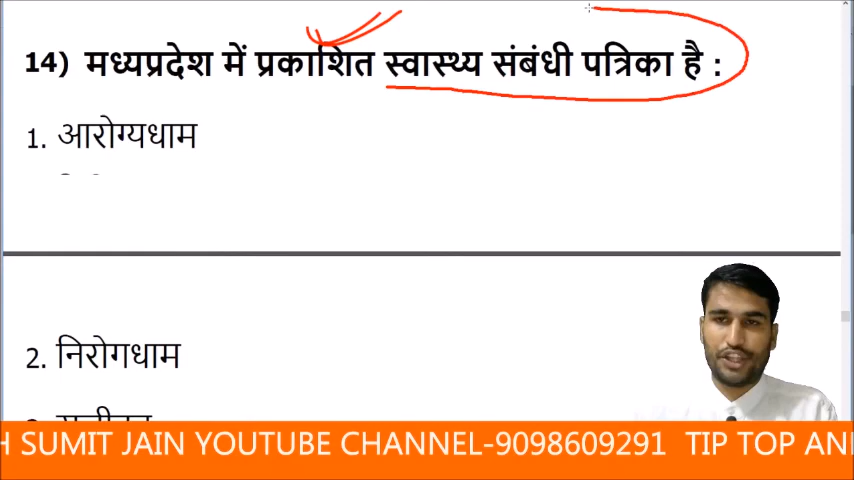 14) मध्यप्रदेश में प्रकाशित स्वास्थ्य संबंधी पत्रिका है :
1. आरोग्यधाम
2. निरोगधाम
H SUMIT JAIN YOUTUBE CHANNEL-9098609291 TIP TOP AN